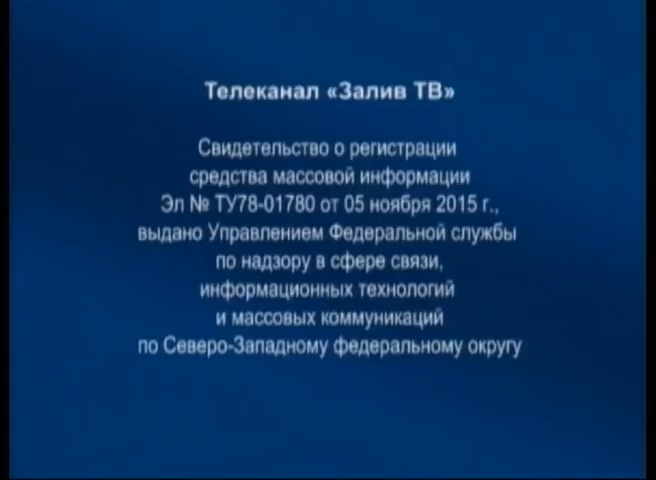 Телеканал «Залив ТВ»
Свидетельство о регистрации
средства массовой информации
Эл № ТУ78-01780 от 05 ноября 2015 г.,
выдано Управлением Федеральной службы
по надзору в сфере связи,
информационных технологий
и массовых коммуникаций
по Северо-Западному федеральному округу